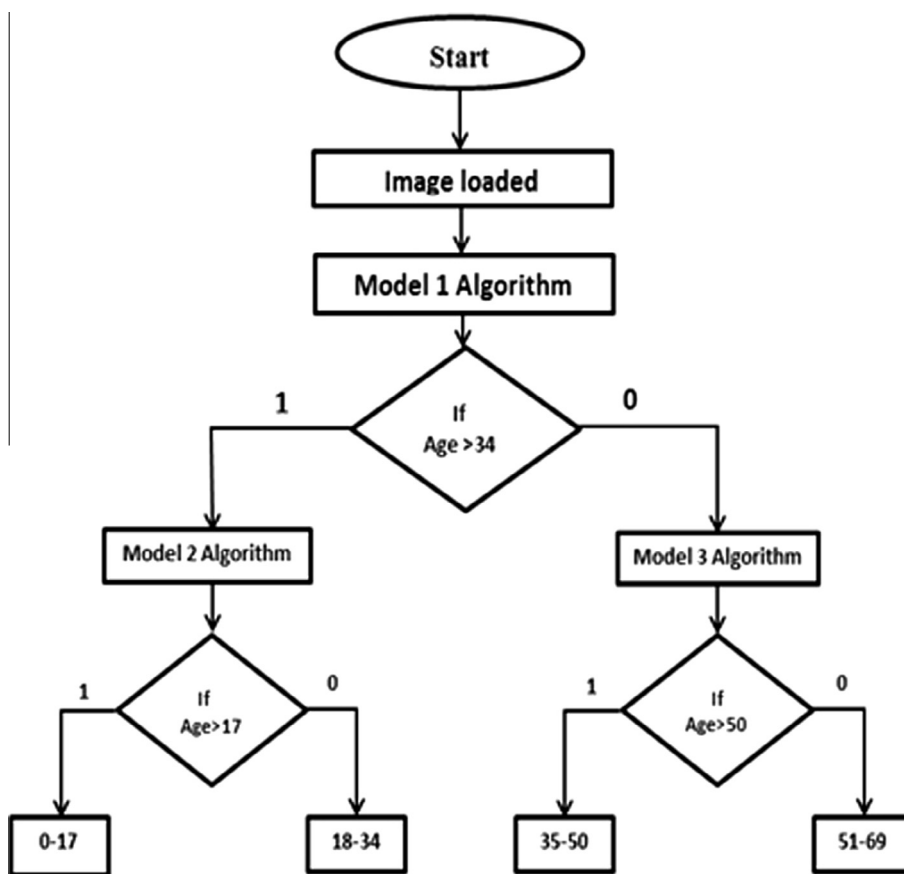 Start
Image loaded
Model 1 Algorithm
1
0
If
Age >34
Model 2 Algorithm
Model 3 Algorithm
1
If
Age>17
0
1
If
Age>50
0
0-17
18-34
35-50
51-69